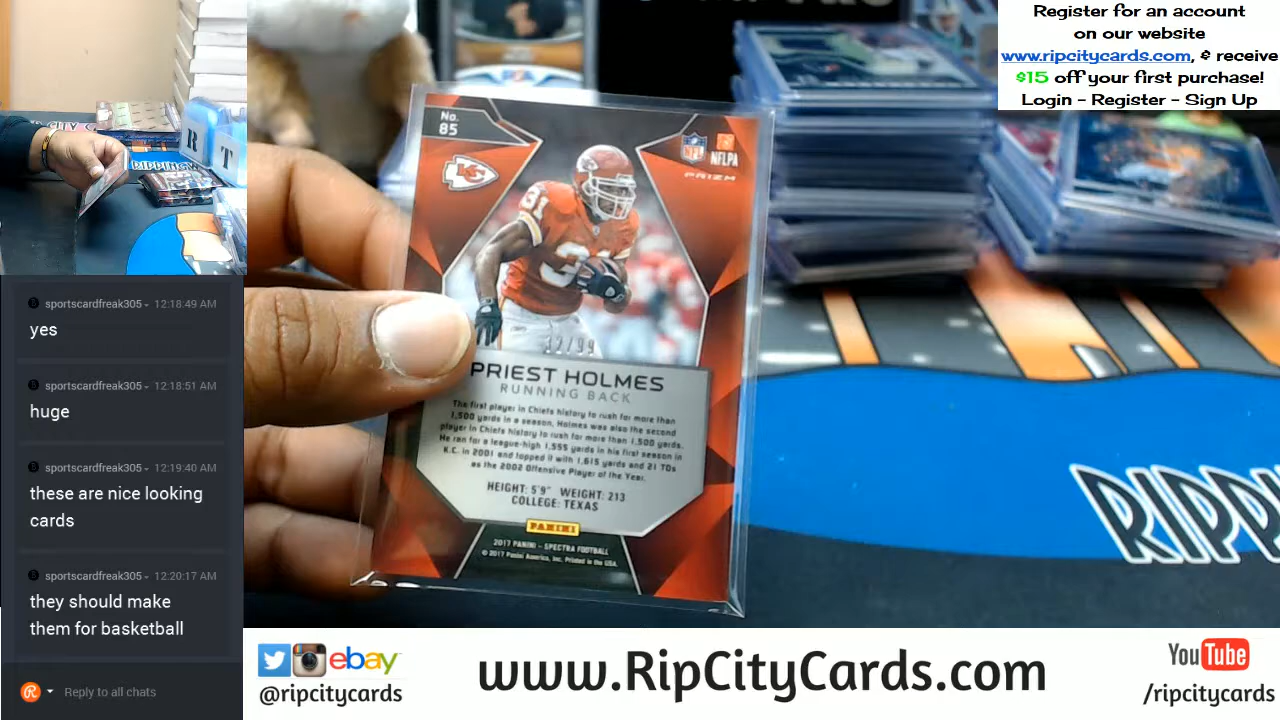 Register for an account
on our website
www.ripcitycards.com, & receive
$15 off your first purchase!
Login - Register - Sign Up
R
T
RIPPING
sportscardfreak305 12:18:49 AM
yes
sportscardfreak305 12:18:51 AM
huge
sportscardfreak305 12:19:40 AM
these are nice looking
cards
sportscardfreak305 12:20:17 AM
they should make
them for basketball
R
Reply to all chats
No.
85
KC
NFL
NFLPA
PRIZM
31
32/99
PRIEST HOLMES
RUNNING BACK
The first player in Chiefs history to rush for more than
1,500 yards in a season, Holmes was also the second
player in Chiefs history to rush for more than 1,500 yards.
He ran for a league-high 1,555 yards in his first season in
K.C. in 2001 and topped it with 1,615 yards and 21 TDs
as the 2002 Offensive Player of the Year.
HEIGHT: 5'9" WEIGHT: 213
COLLEGE: TEXAS
PANINI
2017 PANINI - SPECTRA FOOTBALL
© 2017 Panini America, Inc. Printed in the USA.
RIPPIN
ebay
@ripcitycards
www.RipCityCards.com
YouTube
/ripcitycards